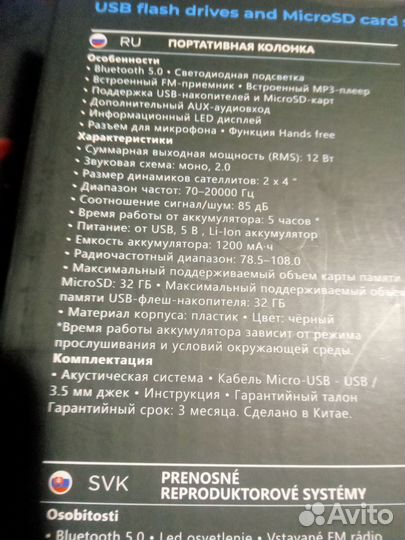 USB flash drives and MicroSD card s
RU ПОРТАТИВНАЯ КОЛОНКА
Особенности
• Bluetooth 5.0 • Светодиодная подсветка
• Встроенный FM-приемник • Встроенный MP3-плеер
• Поддержка USB-накопителей и MicroSD-карт
• Дополнительный AUX-аудиовход
• Информационный LED дисплей
• Разъем для микрофона • Функция Hands free
Характеристики
• Суммарная выходная мощность (RMS): 12 Вт
• Звуковая схема: моно, 2.0
• Размер динамиков сателлитов: 2 x 4 "
• Диапазон частот: 70–20000 Гц
• Соотношение сигнал/шум: 85 дБ
• Время работы от аккумулятора: 5 часов *
• Питание: от USB, 5 В , Li-Ion аккумулятор
• Емкость аккумулятора: 1200 мА·ч
• Радиочастотный диапазон: 78.5–108.0
• Максимальный поддерживаемый объем карты памяти
MicroSD: 32 ГБ • Максимальный поддерживаемый объем
памяти USB-флеш-накопителя: 32 ГБ
• Материал корпуса: пластик • Цвет: чёрный
*Время работы аккумулятора зависит от режима
прослушивания и условий окружающей среды.
Комплектация
• Акустическая система • Кабель Micro-USB - USB /
3.5 мм джек • Инструкция • Гарантийный талон
Гарантийный срок: 3 месяца. Сделано в Китае.
SVK PRENOSNÉ
REPRODUKTOROVÉ SYSTÉMY
Osobitosti
• Bluetooth 5.0 • Led osvetlenie • Vstavané FM rádio
Avito